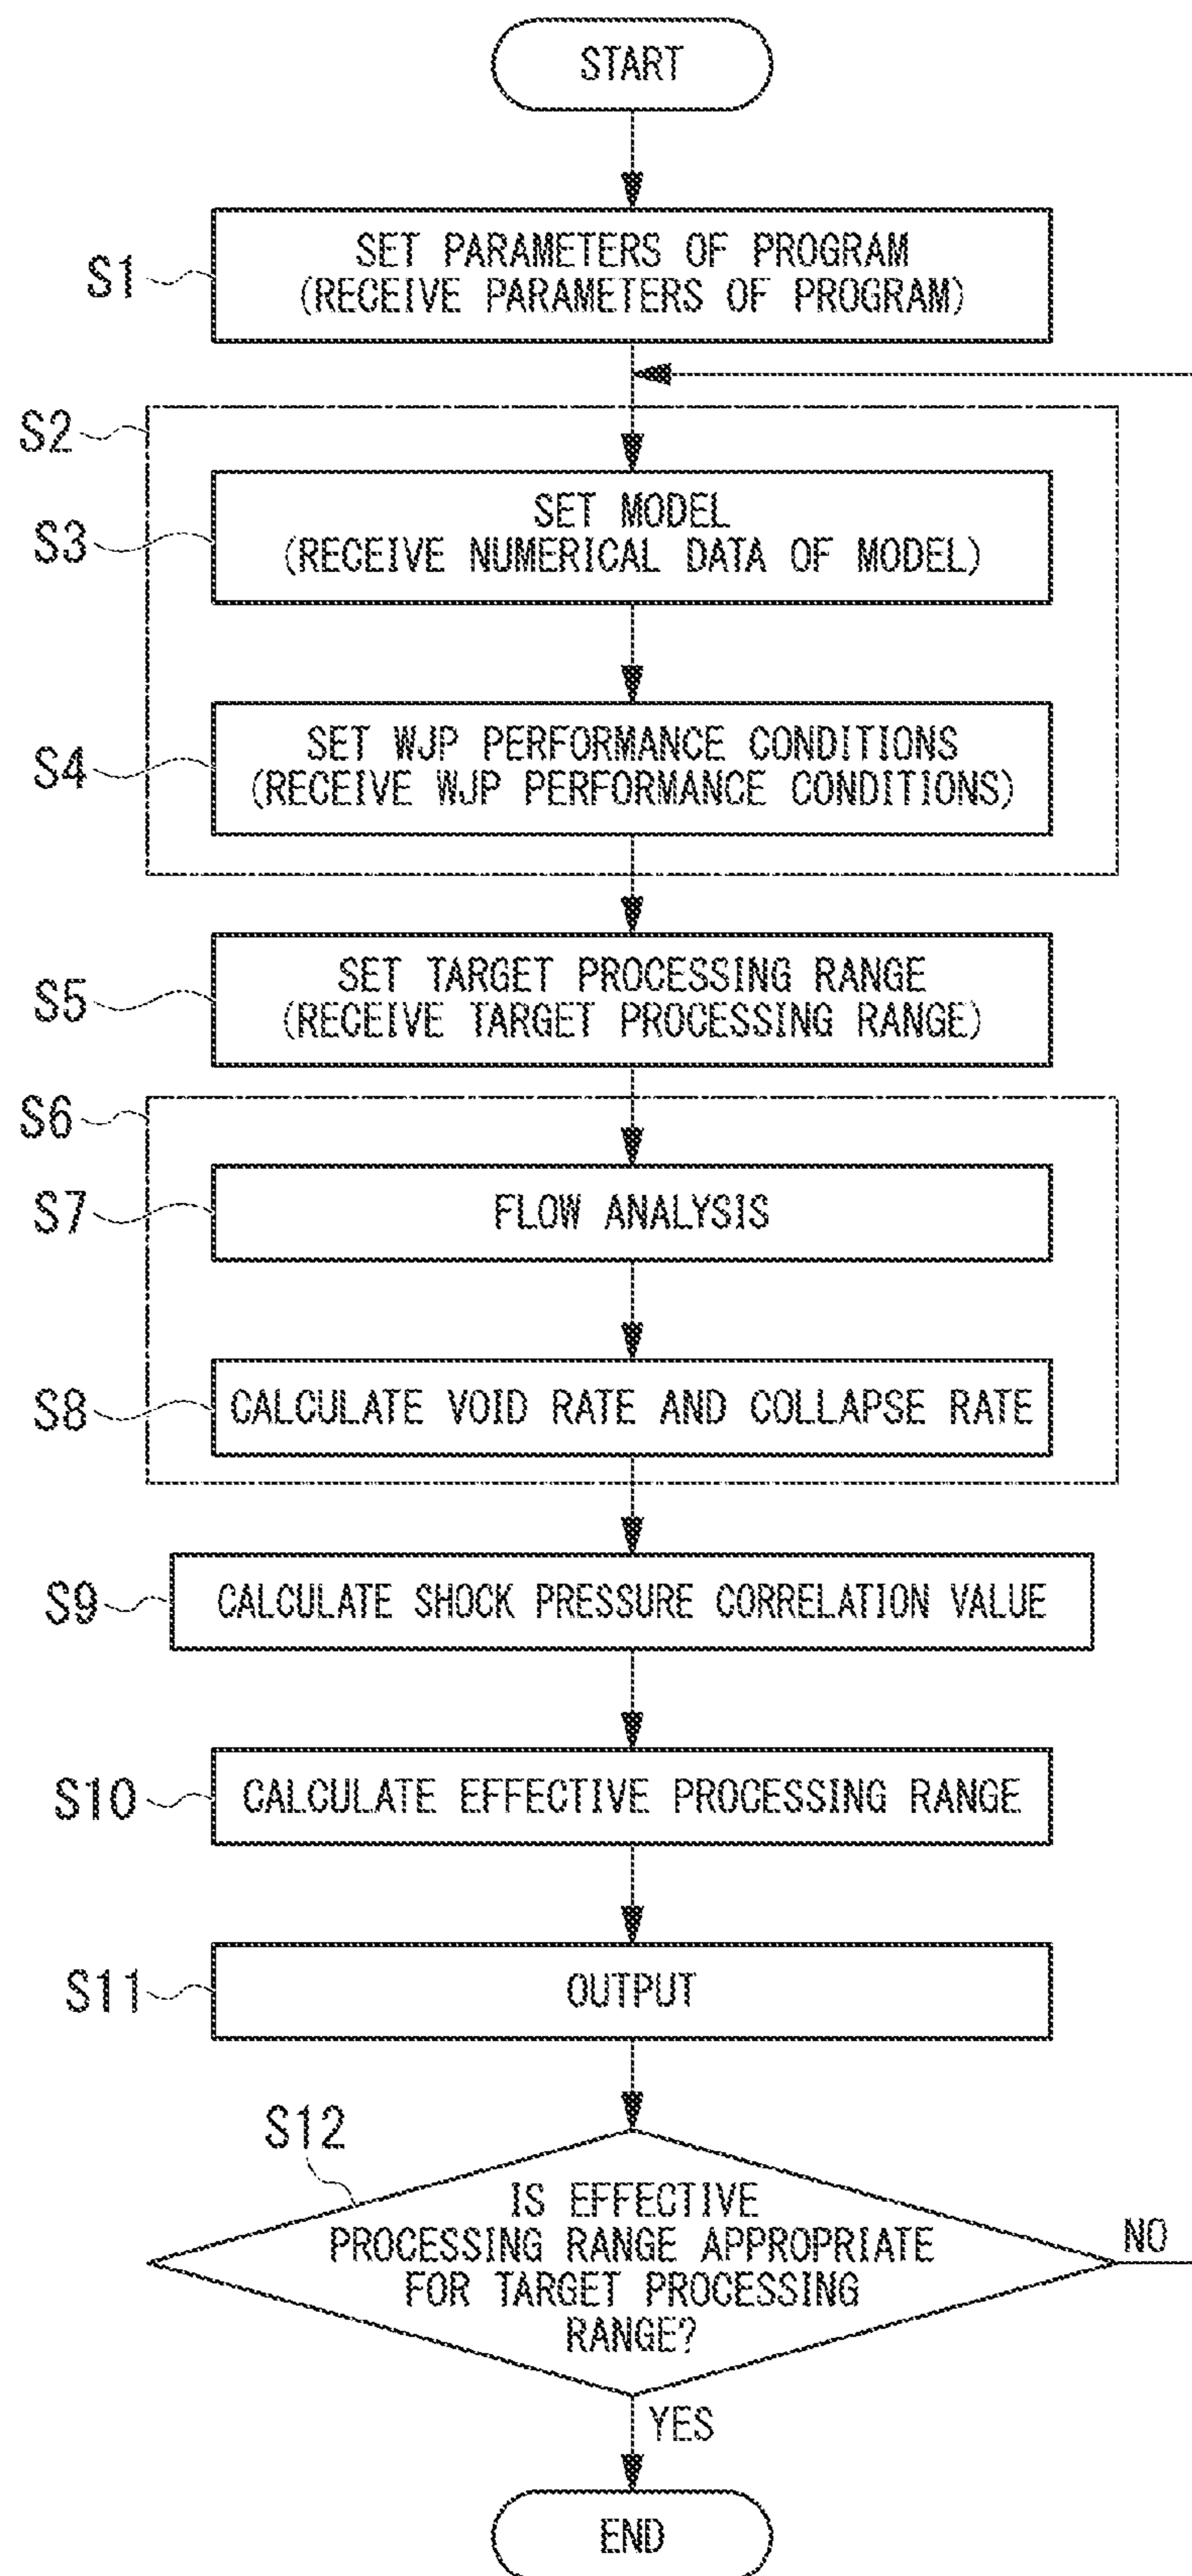 START
S1
SET PARAMETERS OF PROGRAM
(RECEIVE PARAMETERS OF PROGRAM)
S2
S3
SET MODEL
(RECEIVE NUMERICAL DATA OF MODEL)
S4
SET WJP PERFORMANCE CONDITIONS
(RECEIVE WJP PERFORMANCE CONDITIONS)
S5
SET TARGET PROCESSING RANGE
(RECEIVE TARGET PROCESSING RANGE)
S6
S7
FLOW ANALYSIS
S8
CALCULATE VOID RATE AND COLLAPSE RATE
S9
CALCULATE SHOCK PRESSURE CORRELATION VALUE
S10
CALCULATE EFFECTIVE PROCESSING RANGE
S11
OUTPUT
S12
IS EFFECTIVE
PROCESSING RANGE APPROPRIATE
FOR TARGET PROCESSING
RANGE?
NO
YES
END